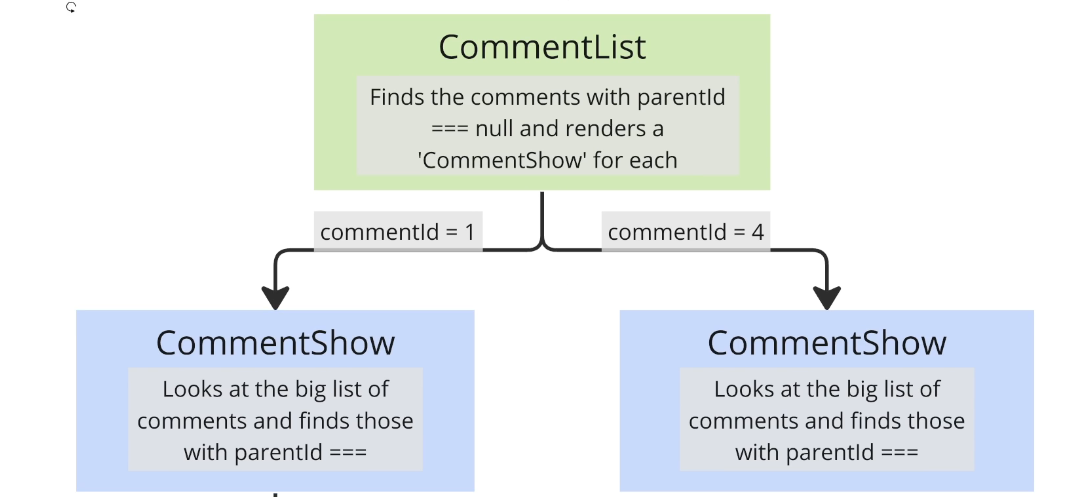 CommentList
Finds the comments with parentId
=== null and renders a
'CommentShow' for each
commentId = 1
commentId = 4
CommentShow
Looks at the big list of
comments and finds those
with parentId ===
CommentShow
Looks at the big list of
comments and finds those
with parentId ===